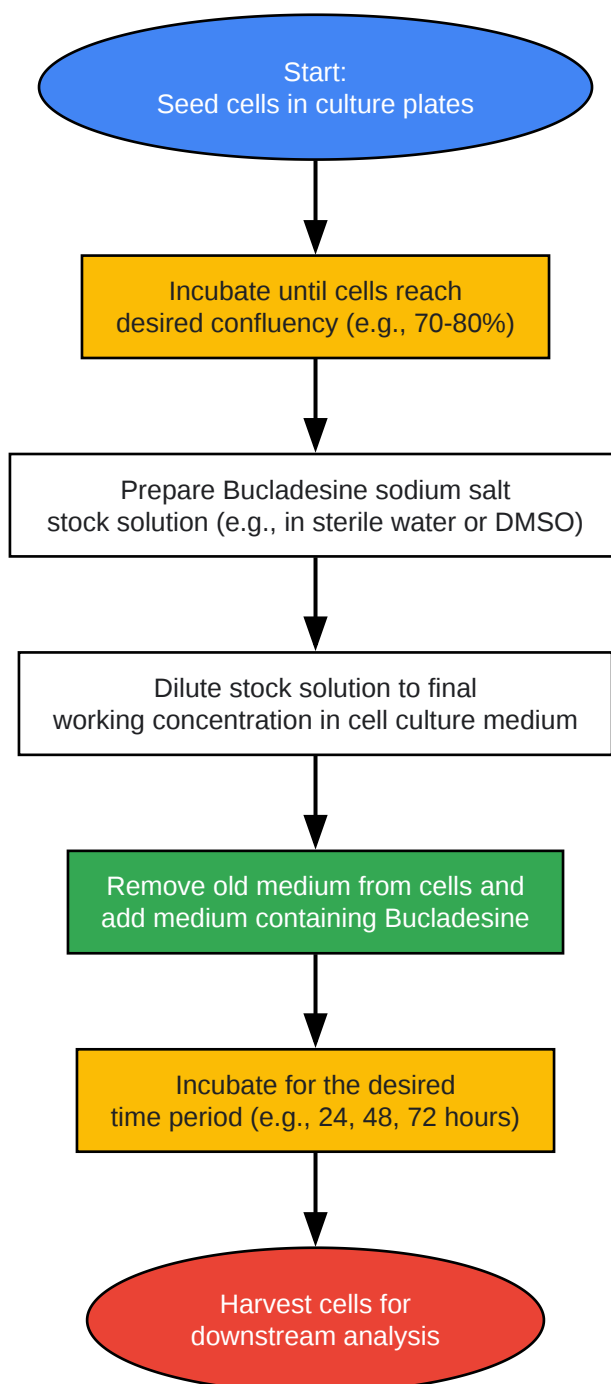 Start:
Seed cells in culture plates
Incubate until cells reach
desired confluency (e.g., 70-80%)
Prepare Bucladesine sodium salt
stock solution (e.g., in sterile water or DMSO)
Dilute stock solution to final
working concentration in cell culture medium
Remove old medium from cells and
add medium containing Bucladesine
Incubate for the desired
time period (e.g., 24, 48, 72 hours)
Harvest cells for
downstream analysis